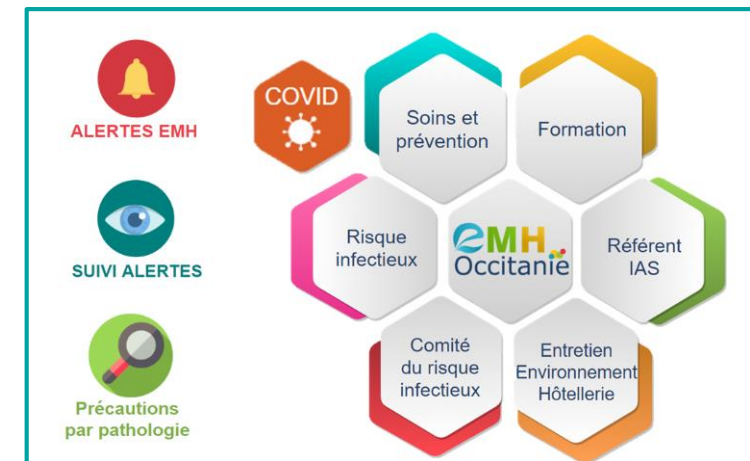 ALERTES EMH
SUIVI ALERTES
Précautions
par pathologie
COVID
Soins et
prévention
Formation
Risque
infectieux
eMH
Occitanie
Référent
IAS
Comité
du risque
infectieux
Entretien
Environnement
Hôtellerie